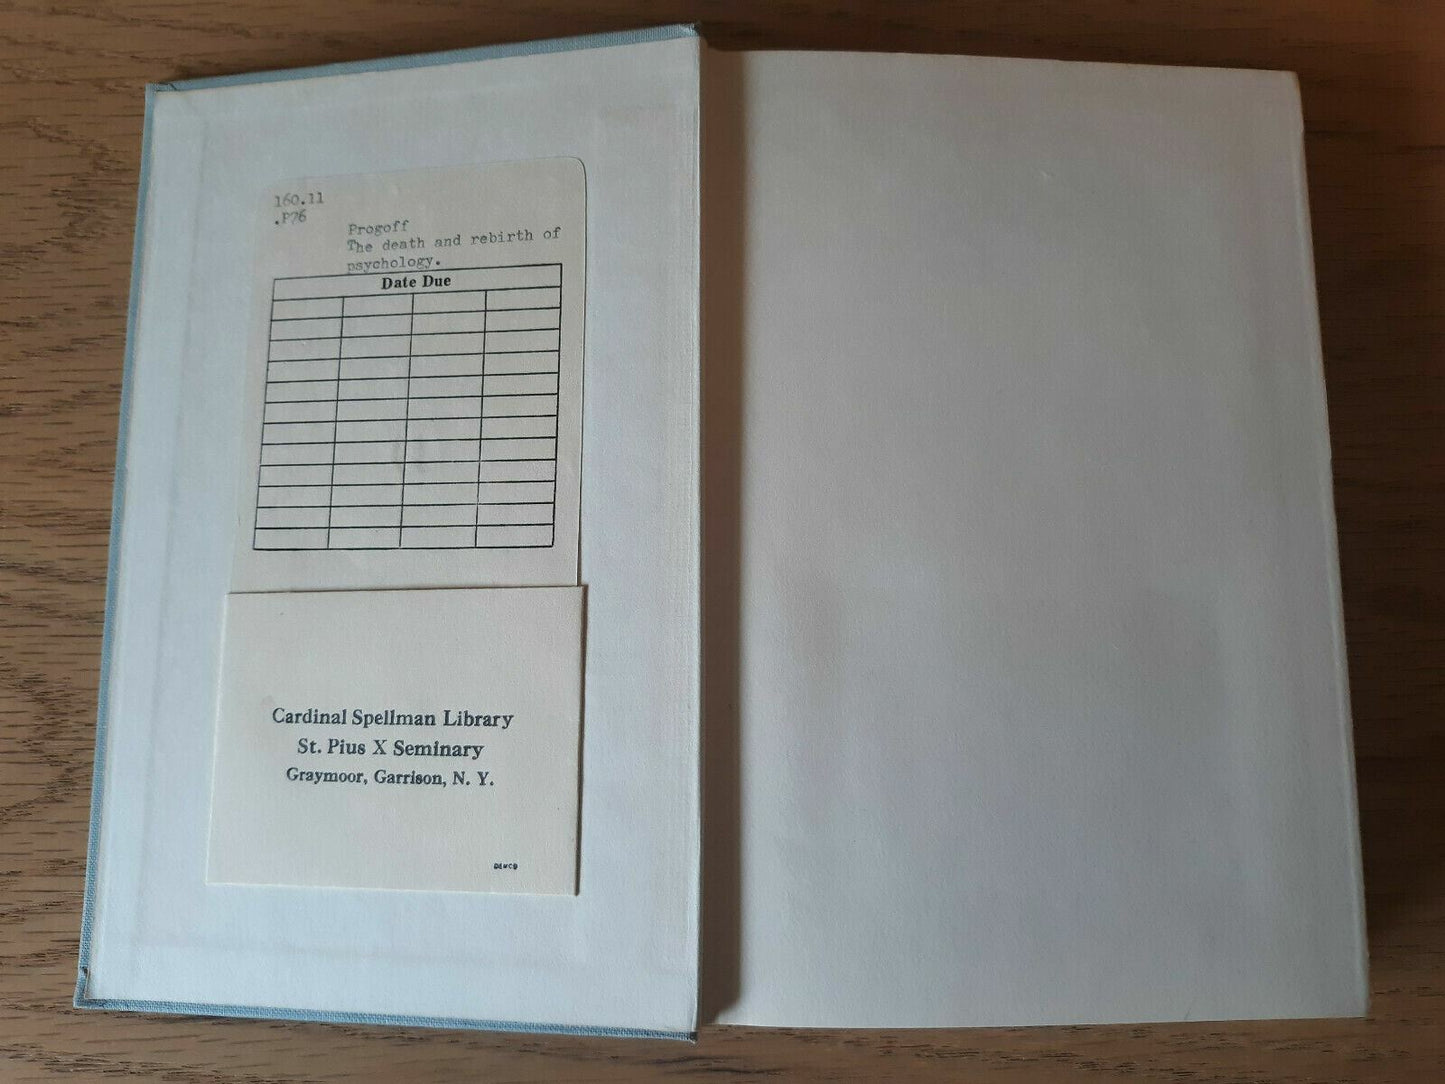 160.11
.P76
Progoff
The death and rebirth of
psychology.
Date Due
Cardinal Spellman Library
St. Pius X Seminary
Graymoor, Garrison, N. Y.
DEMCO